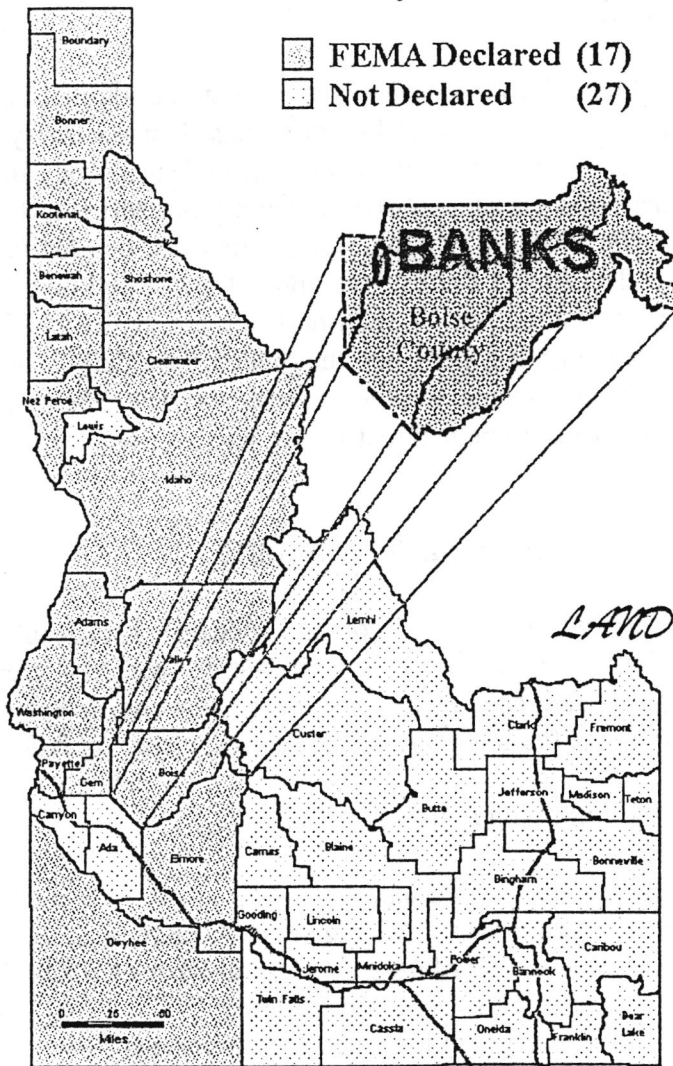 FEMA Declared (17)
Not Declared (27)
Boundary
Bonner
Kootenai
Benewah
Shoshone
Latah
Clearwater
Nez Perce
Lewis
Idaho
BANKS
Boise
County
Adams
Valley
Lemhi
LAND
Washington
Payette
Gem
Boise
Custer
Clark
Fremont
Canyon
Ada
Elmore
Camas
Blaine
Butte
Jefferson
Madison
Teton
Bonneville
Bingham
Gooding
Lincoln
Owyhee
Jerome
Minidoka
Power
Bannock
Caribou
Twin Falls
Cassia
Oneida
Franklin
Bear
Lake
0 25 50
Miles